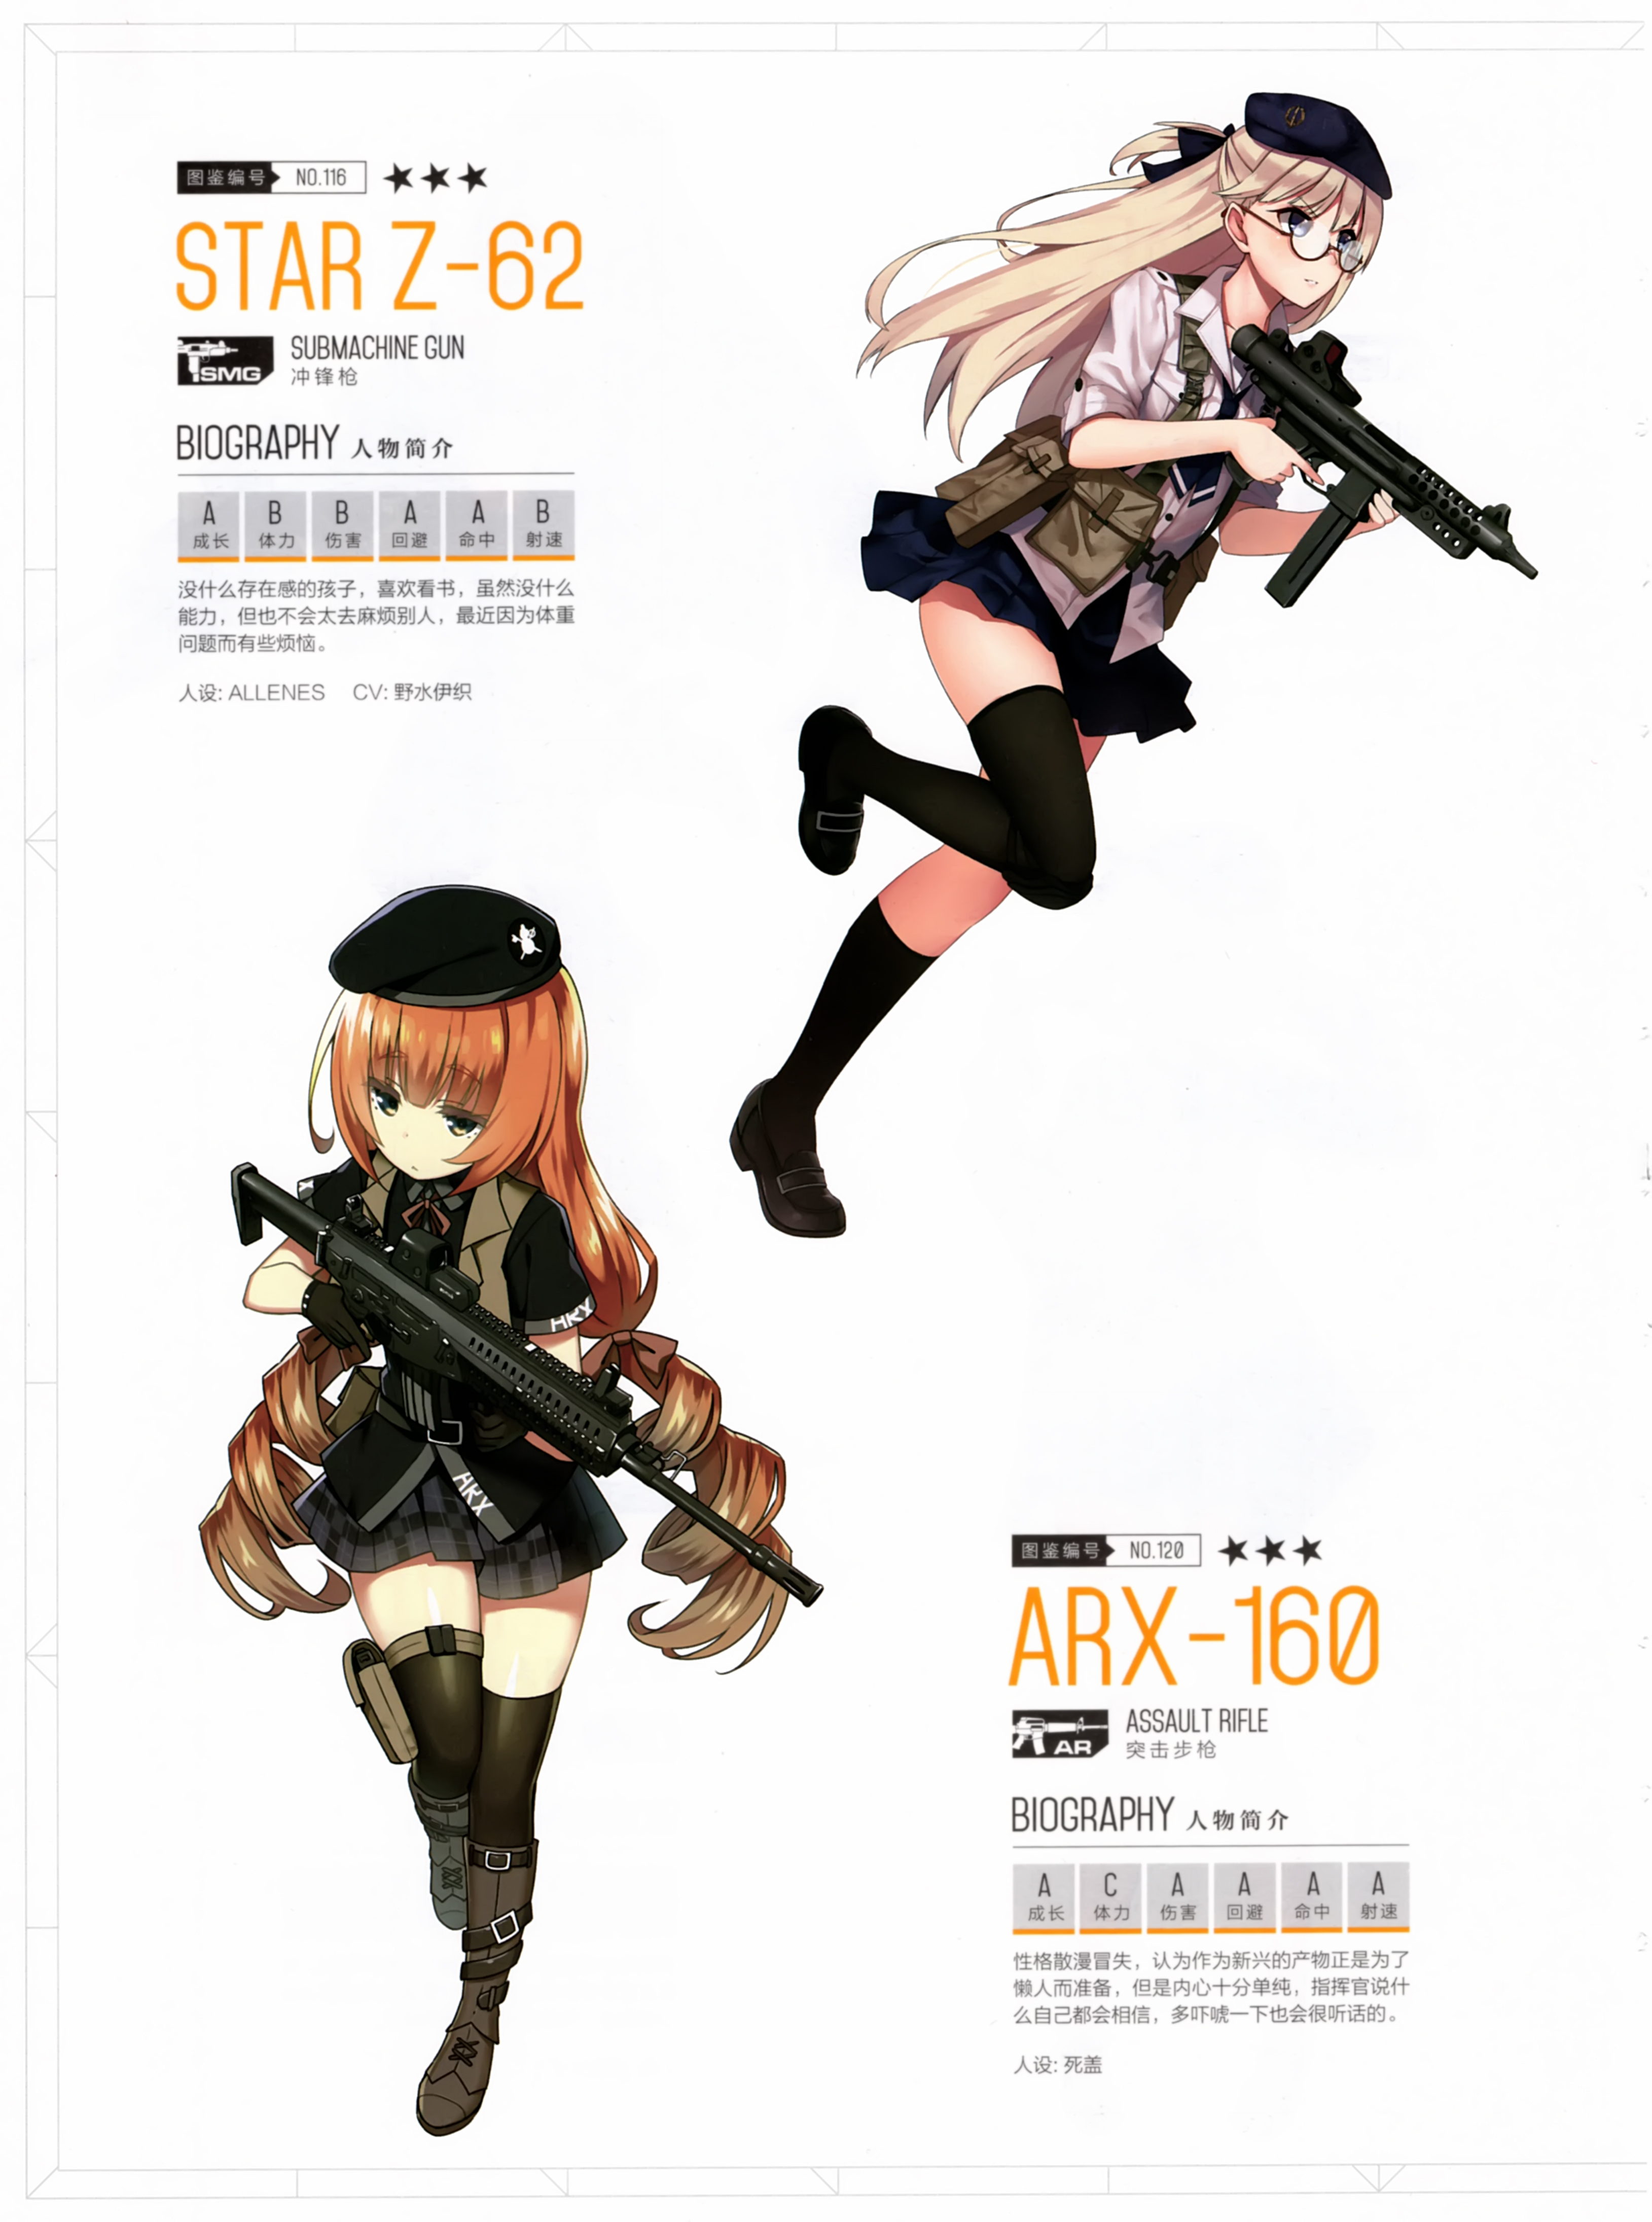 图鉴编号 NO.116 ★★★
STAR Z-62
SMG
SUBMACHINE GUN
冲锋枪
BIOGRAPHY 人物简介
A B B A A B
成长 体力 伤害 回避 命中 射速
没什么存在感的孩子，喜欢看书，虽然没什么
能力，但也不会太去麻烦别人，最近因为体重
问题而有些烦恼。
人设: ALLENES CV: 野水伊织
ARX
ARX
图鉴编号 NO.120 ★★★
ARX-160
AR
ASSAULT RIFLE
突击步枪
BIOGRAPHY 人物简介
A C A A A A
成长 体力 伤害 回避 命中 射速
性格散漫冒失，认为作为新兴的产物正是为了
懒人而准备，但是内心十分单纯，指挥官说什
么自己都会相信，多吓唬一下也会很听话的。
人设: 死盖